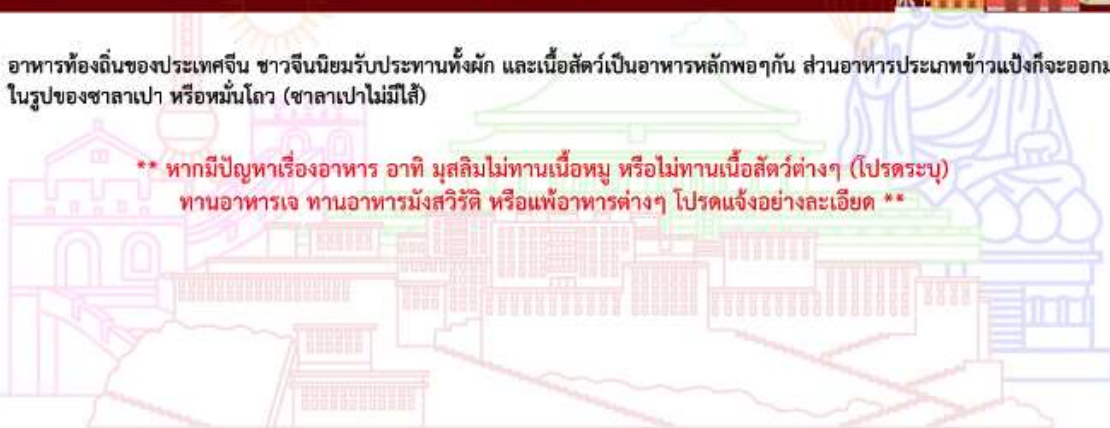 อาหารท้องถิ่นของประเทศจีน ชาวจีนนิยมรับประทานทั้งผัก และเนื้อสัตว์เป็นอาหารหลักพอๆกัน ส่วนอาหารประเภทข้าวแป้งก็จะออกม
ในรูปของซาลาเปา หรือหมั่นโถว (ซาลาเปาไม่มีไส้)
** หากมีปัญหาเรื่องอาหาร อาทิ มุสลิมไม่ทานเนื้อหมู หรือไม่ทานเนื้อสัตว์ต่างๆ (โปรดระบุ)
ทานอาหารเจ ทานอาหารมังสวิรัติ หรือแพ้อาหารต่างๆ โปรดแจ้งอย่างละเอียด **